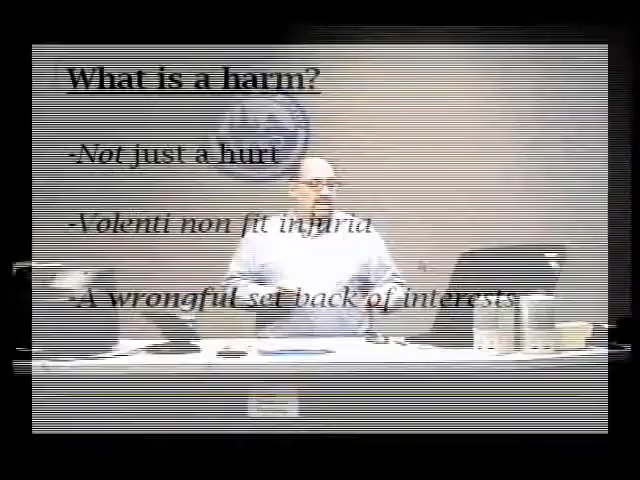 What is a harm?
-Not just a hurt
-Volenti non fit injuria
-A wrongful set back of interests